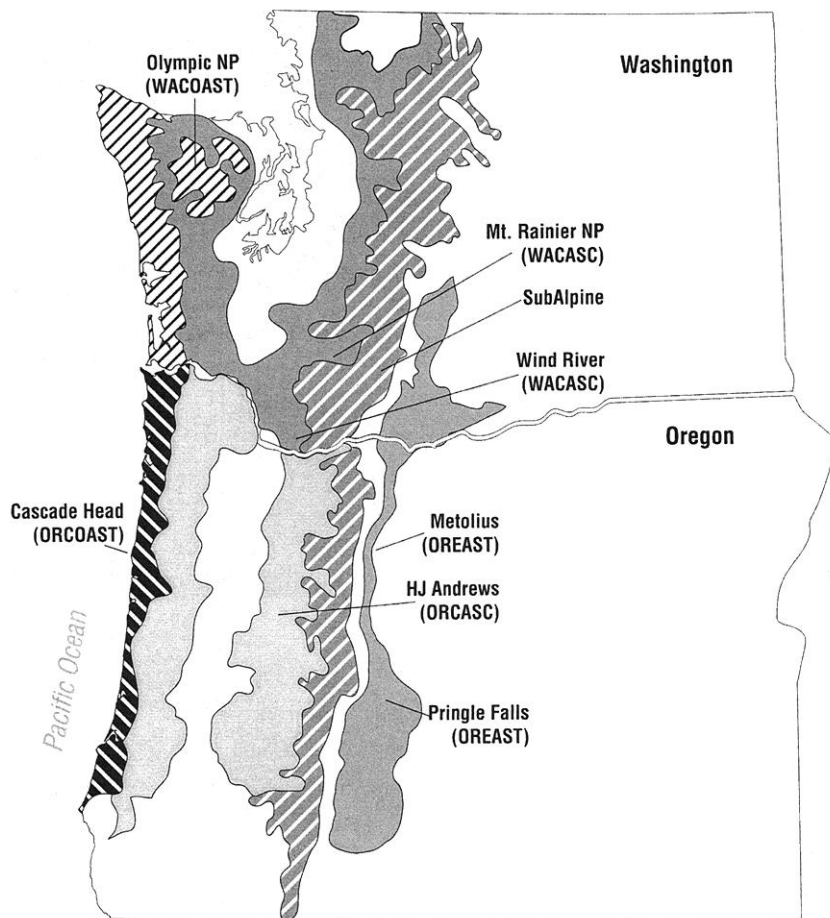 Olympic NP
(WACOAST)
Washington
Mt. Rainier NP
(WACASC)
SubAlpine
Wind River
(WACASC)
Oregon
Cascade Head
(ORCOAST)
Metolius
(OREAST)
HJ Andrews
(ORCASC)
Pacific Ocean
Pringle Falls
(OREAST)